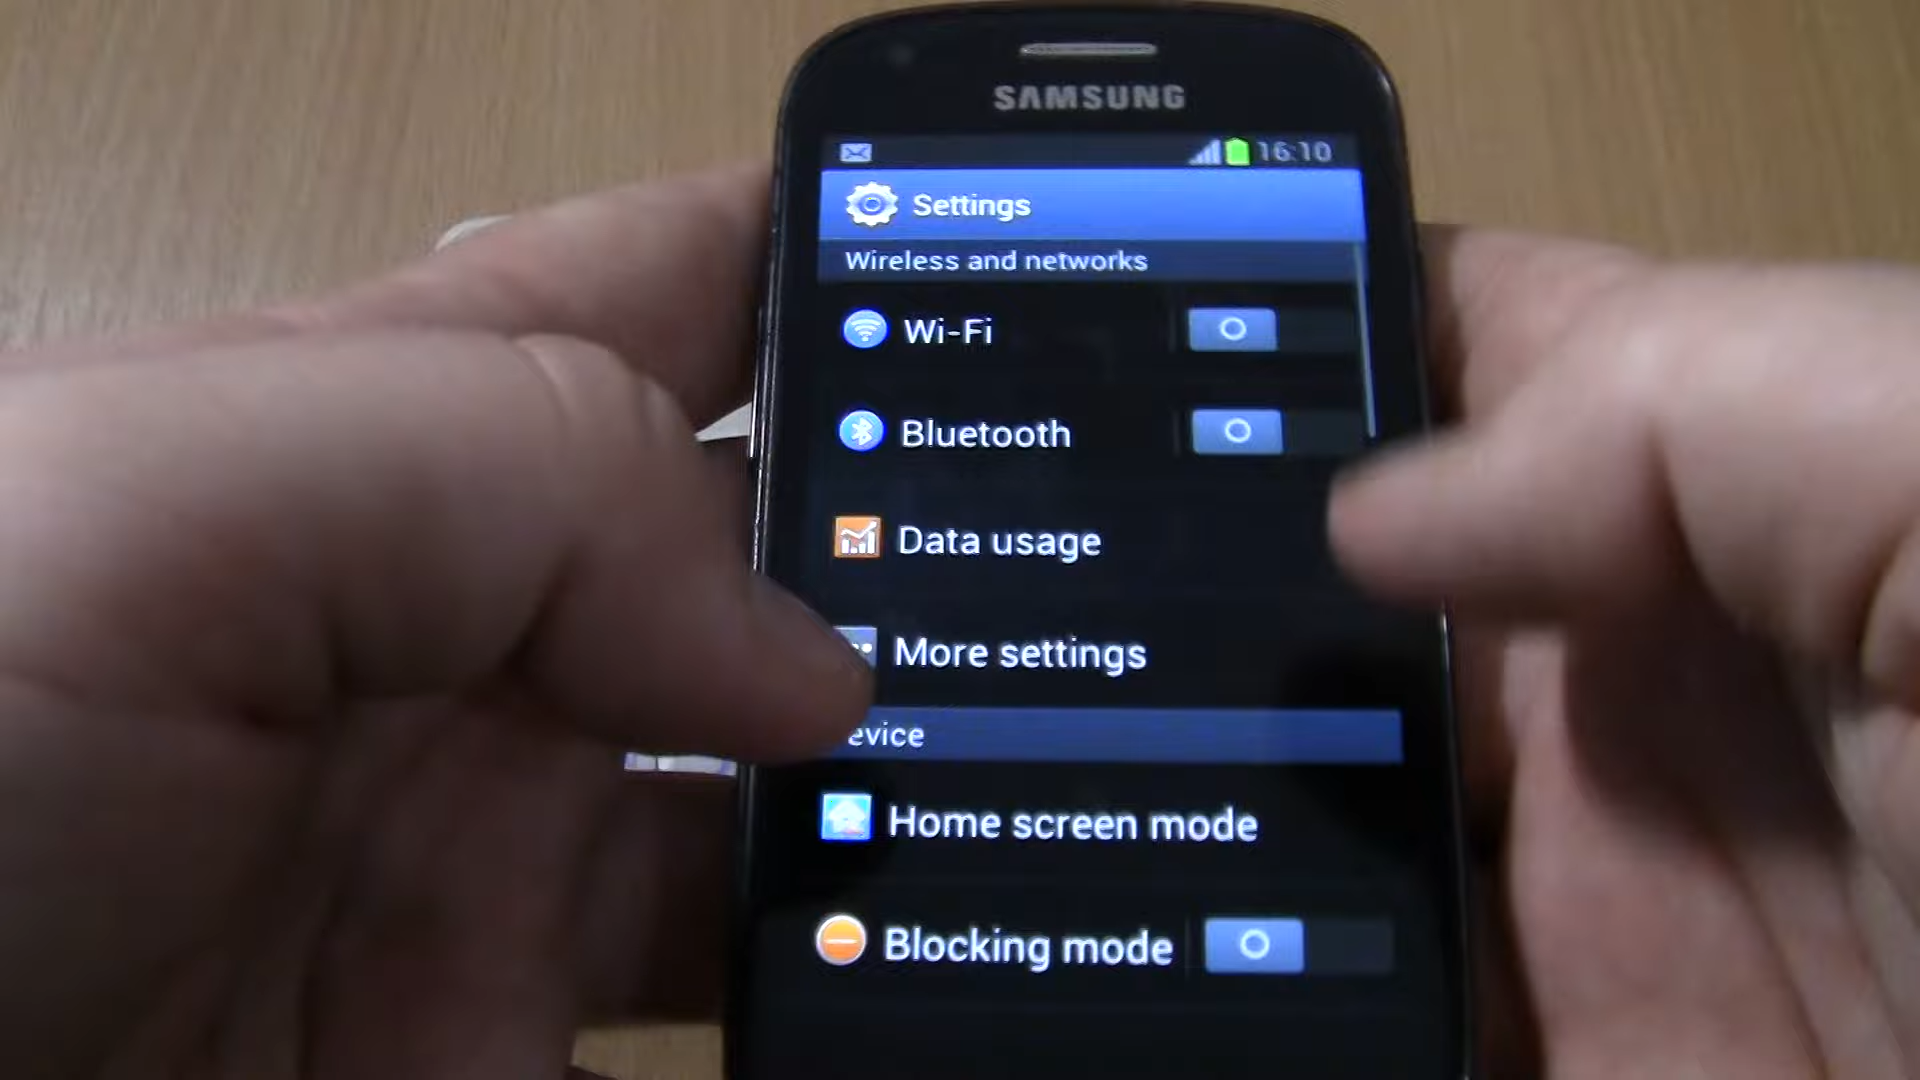 SAMSUNG
16:10
Settings
Wireless and networks
Wi-Fi
Bluetooth
Data usage
More settings
evice
Home screen mode
Blocking mode